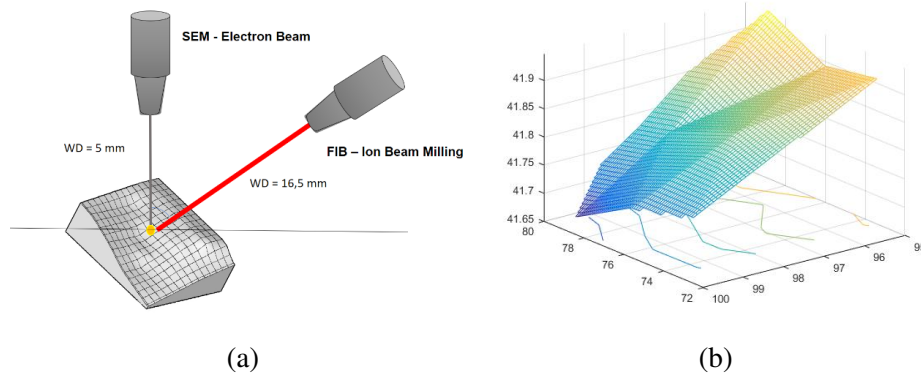 SEM - Electron Beam
WD = 5 mm
FIB – Ion Beam Milling
WD = 16,5 mm
(a)
41.9
41.85
41.8
41.75
41.7
41.65
80
78
76
74
72
100
99
98
97
96
(b)